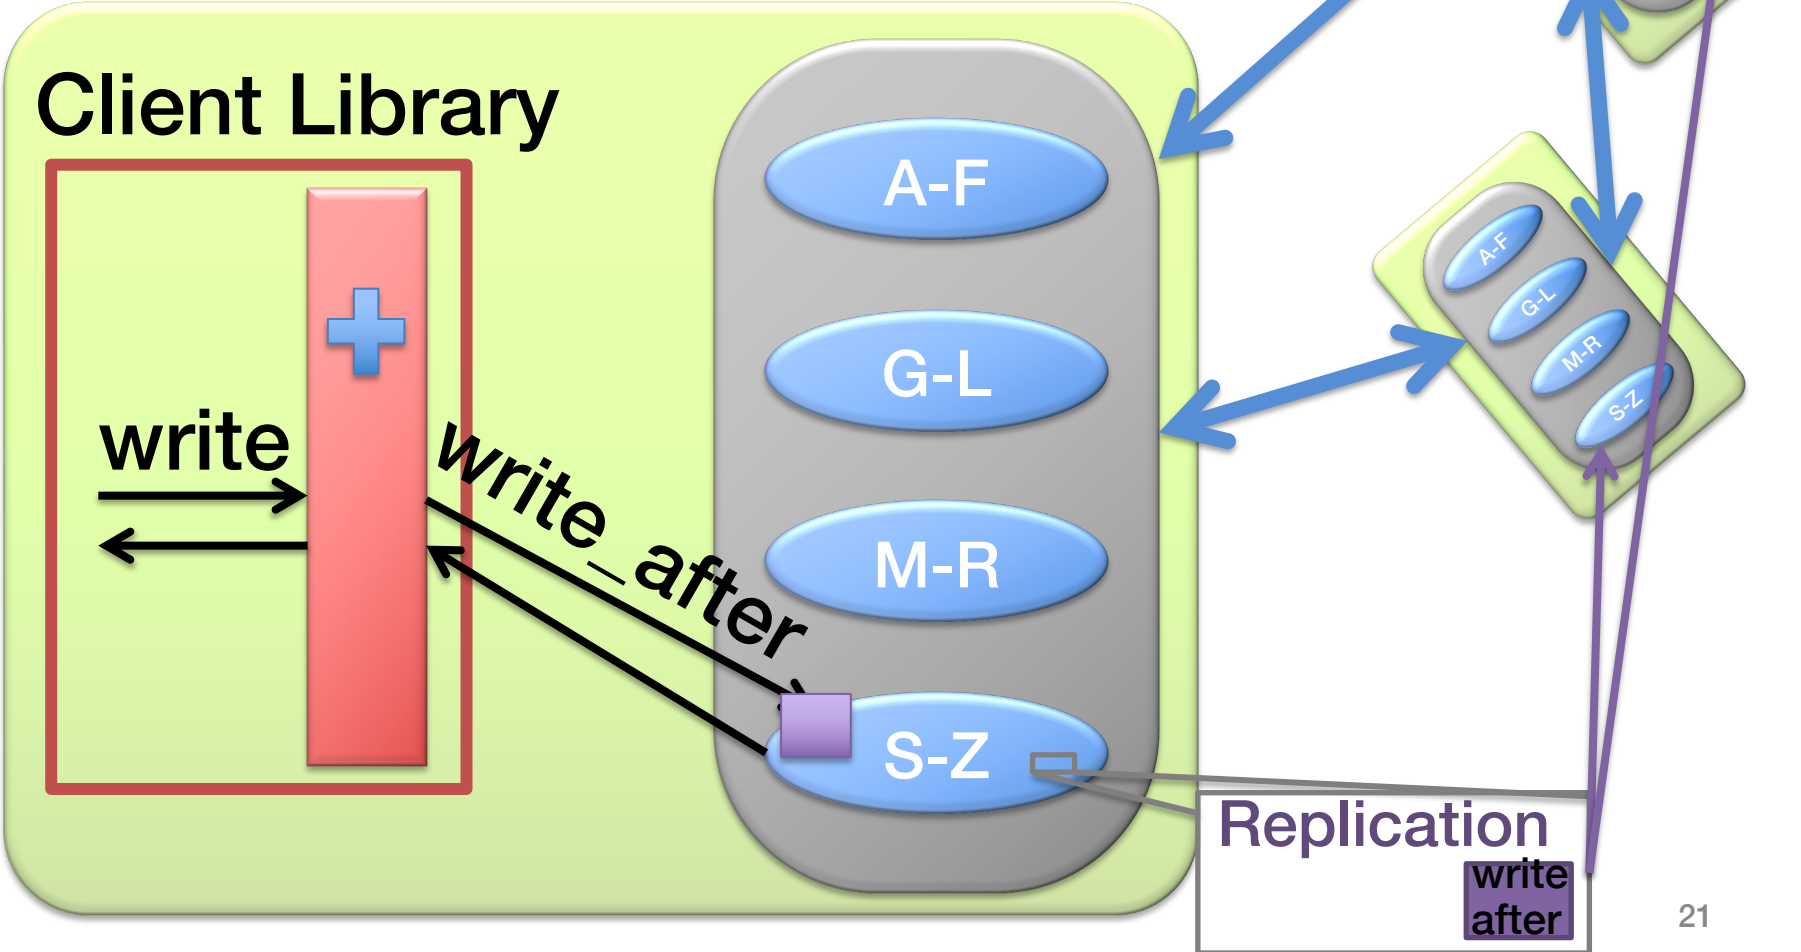 Client Library
write
write_after
A-F
G-L
M-R
S-Z
A-F
G-L
M-R
S-Z
Replication
write
after
21